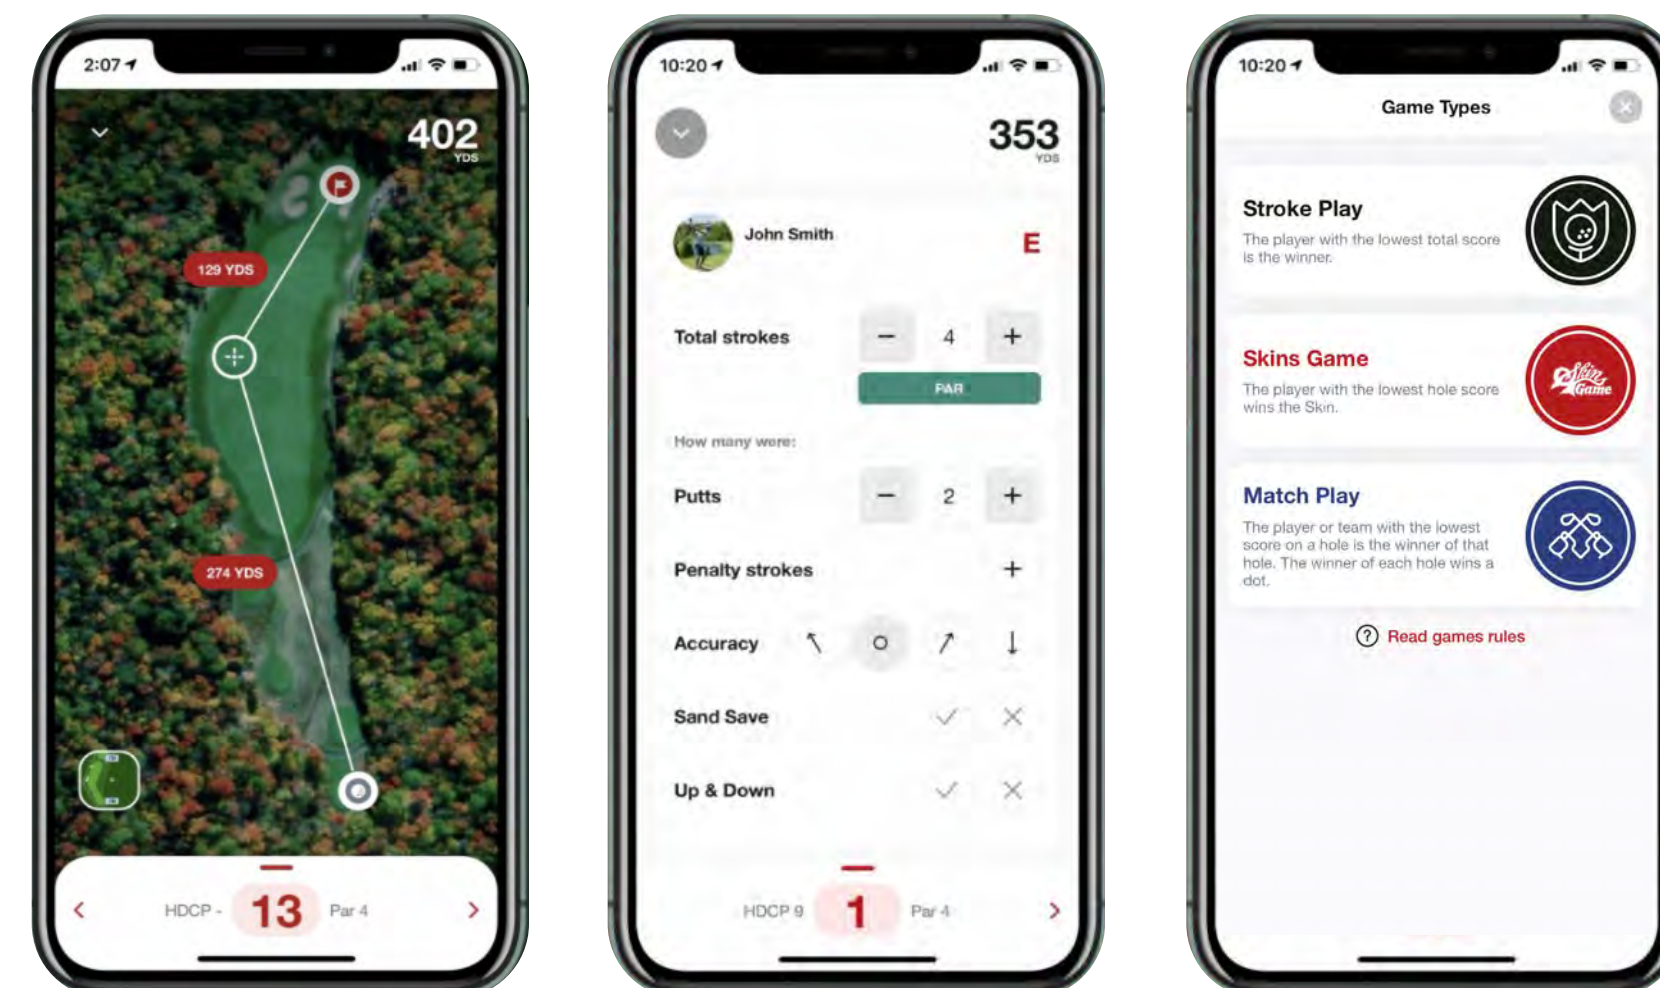 2:07
402
YDS
129 YDS
274 YDS
HDCP -
13
Par 4
10:20
353
YDS
John Smith
E
Total strokes
4
PAR
How many were:
Putts
2
Penalty strokes
Accuracy
Sand Save
Up & Down
HDCP 9
1
Par 4
10:20
Game Types
Stroke Play
The player with the lowest total score
is the winner.
Skins Game
The player with the lowest hole score
wins the Skin.
Skins
Game
Match Play
The player or team with the lowest
score on a hole is the winner of that
hole. The winner of each hole wins a
dot.
? Read games rules